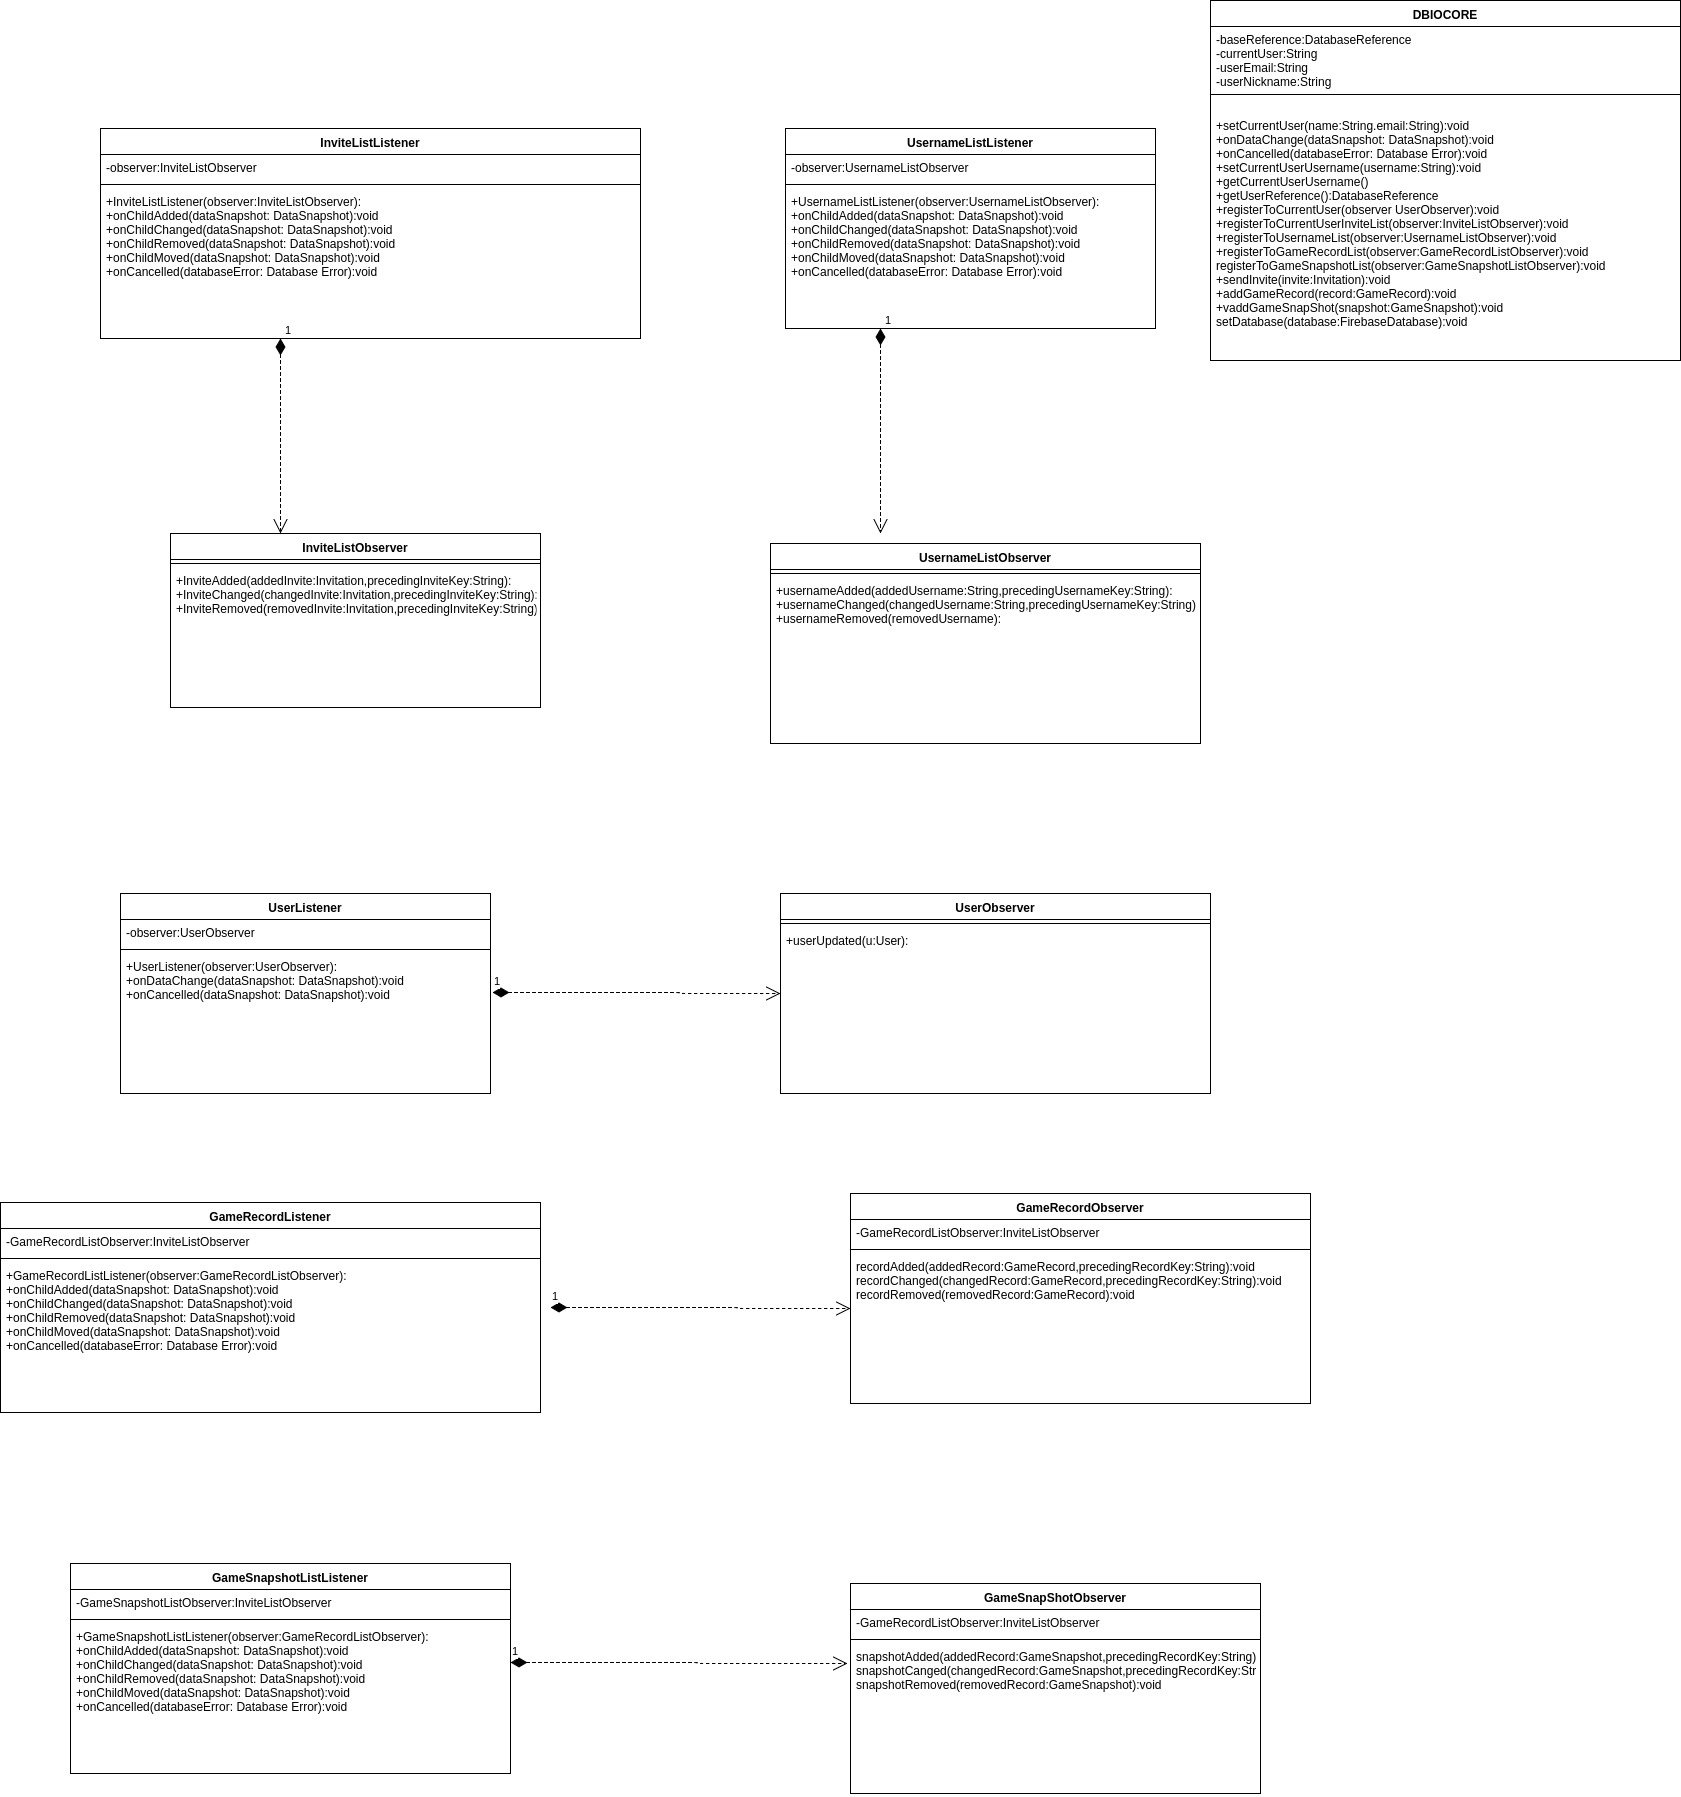 DBIOCORE
-baseReference:DatabaseReference
-currentUser:String
-userEmail:String
-userNickname:String
+setCurrentUser(name:String.email:String):void
+onDataChange(dataSnapshot: DataSnapshot):void
+onCancelled(databaseError: Database Error):void
+setCurrentUserUsername(username:String):void
+getCurrentUserUsername()
+getUserReference():DatabaseReference
+registerToCurrentUser(observer UserObserver):void
+registerToCurrentUserInviteList(observer:InviteListObserver):void
+registerToUsernameList(observer:UsernameListObserver):void
+registerToGameRecordList(observer:GameRecordListObserver):void
registerToGameSnapshotList(observer:GameSnapshotListObserver):void
+sendInvite(invite:Invitation):void
+addGameRecord(record:GameRecord):void
+vaddGameSnapShot(snapshot:GameSnapshot):void
setDatabase(database:FirebaseDatabase):void
InviteListListener
-observer:InviteListObserver
+InviteListListener(observer:InviteListObserver):
+onChildAdded(dataSnapshot: DataSnapshot):void
+onChildChanged(dataSnapshot: DataSnapshot):void
+onChildRemoved(dataSnapshot: DataSnapshot):void
+onChildMoved(dataSnapshot: DataSnapshot):void
+onCancelled(databaseError: Database Error):void
1
UsernameListListener
-observer:UsernameListObserver
+UsernameListListener(observer:UsernameListObserver):
+onChildAdded(dataSnapshot: DataSnapshot):void
+onChildChanged(dataSnapshot: DataSnapshot):void
+onChildRemoved(dataSnapshot: DataSnapshot):void
+onChildMoved(dataSnapshot: DataSnapshot):void
+onCancelled(databaseError: Database Error):void
1
InviteListObserver
+InviteAdded(addedInvite:Invitation,precedingInviteKey:String):
+InviteChanged(changedInvite:Invitation,precedingInviteKey:String):
+InviteRemoved(removedInvite:Invitation,precedingInviteKey:String)
UsernameListObserver
+usernameAdded(addedUsername:String,precedingUsernameKey:String):
+usernameChanged(changedUsername:String,precedingUsernameKey:String)
+usernameRemoved(removedUsername):
UserListener
-observer:UserObserver
+UserListener(observer:UserObserver):
+onDataChange(dataSnapshot: DataSnapshot):void
+onCancelled(dataSnapshot: DataSnapshot):void
1
UserObserver
+userUpdated(u:User):
GameRecordListener
-GameRecordListObserver:InviteListObserver
+GameRecordListListener(observer:GameRecordListObserver):
+onChildAdded(dataSnapshot: DataSnapshot):void
+onChildChanged(dataSnapshot: DataSnapshot):void
+onChildRemoved(dataSnapshot: DataSnapshot):void
+onChildMoved(dataSnapshot: DataSnapshot):void
+onCancelled(databaseError: Database Error):void
1
GameRecordObserver
-GameRecordListObserver:InviteListObserver
recordAdded(addedRecord:GameRecord,precedingRecordKey:String):void
recordChanged(changedRecord:GameRecord,precedingRecordKey:String):void
recordRemoved(removedRecord:GameRecord):void
GameSnapshotListListener
-GameSnapshotListObserver:InviteListObserver
+GameSnapshotListListener(observer:GameRecordListObserver):
+onChildAdded(dataSnapshot: DataSnapshot):void
+onChildChanged(dataSnapshot: DataSnapshot):void
+onChildRemoved(dataSnapshot: DataSnapshot):void
+onChildMoved(dataSnapshot: DataSnapshot):void
+onCancelled(databaseError: Database Error):void
1
GameSnapShotObserver
-GameRecordListObserver:InviteListObserver
snapshotAdded(addedRecord:GameSnapshot,precedingRecordKey:String)
snapshotCanged(changedRecord:GameSnapshot,precedingRecordKey:Str
snapshotRemoved(removedRecord:GameSnapshot):void